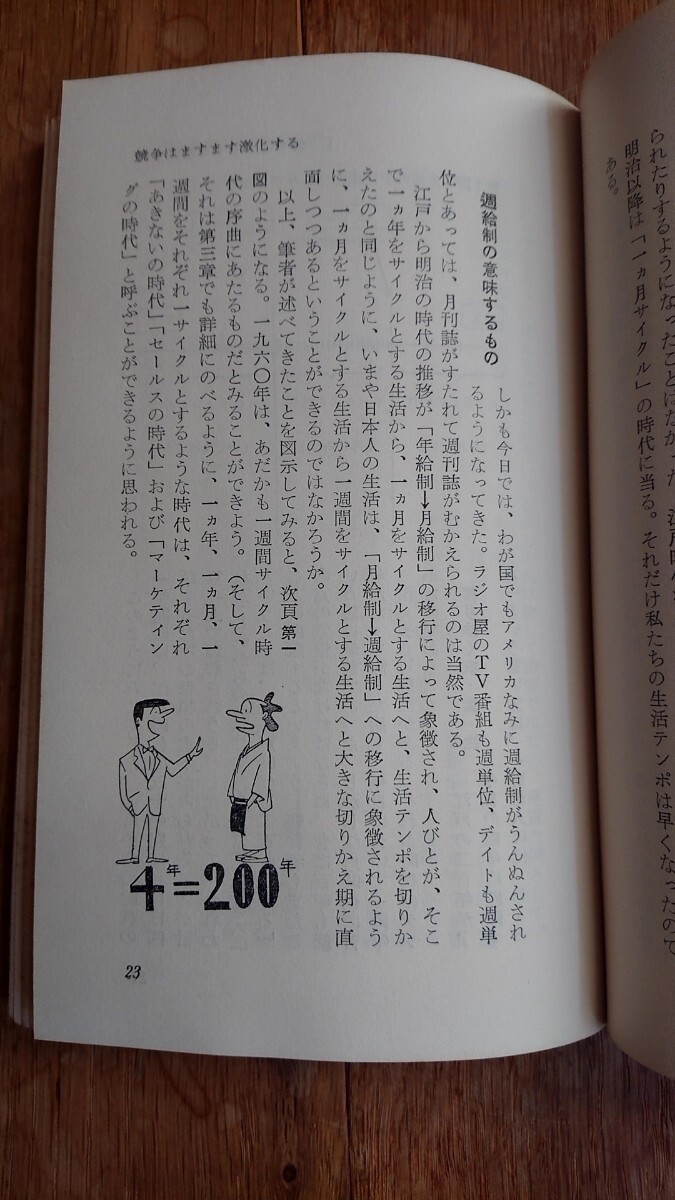 られたりするようになったことはなかった。江戸時
明治以降は「一ヵ月サイクル」の時代に当る。それだけ私たちの生活テンポは早くなったので
ある。
競争はますます激化する
週給制の意味するもの
しかも今日では、わが国でもアメリカなみに週給制がうんぬんされ
るようになってきた。ラジオ屋のTV番組も週単位、デイトも週単
位とあっては、月刊誌がすたれて週刊誌がむかえられるのは当然である。
江戸から明治の時代の推移が「年給制→月給制」の移行によって象徴され、人びとが、そこ
で一ヵ年をサイクルとする生活から、一ヵ月をサイクルとする生活へと、生活テンポを切りか
えたのと同じように、いまや日本人の生活は、「月給制→週給制」への移行に象徴されるよう
に、一ヵ月をサイクルとする生活から一週間をサイクルとする生活へと大きな切りかえ期に直
面しつつあるということができるのではなかろうか。
以上、筆者が述べてきたことを図示してみると、次頁第一
図のようになる。一九六〇年は、あだかも一週間サイクル時
代の序曲にあたるものだとみることができよう。（そして、
それは第三章でも詳細にのべるように、一ヵ年、一ヵ月、一
週間をそれぞれ一サイクルとするような時代は、それぞれ
「あきないの時代」「セールスの時代」および「マーケティン
グの時代」と呼ぶことができるように思われる。
4年=200年
23